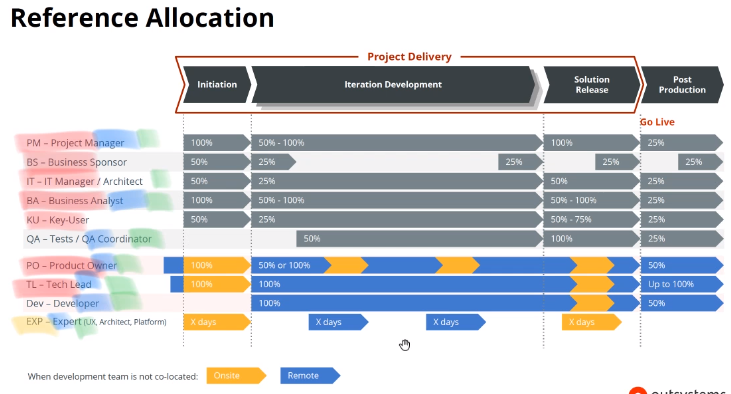 Reference Allocation
Project Delivery
Initiation
Iteration Development
Solution Release
Post Production
Go Live
PM – Project Manager 100% 50% - 100% 100% 25%
BS – Business Sponsor 50% 25% 25% 25% 25%
IT – IT Manager / Architect 50% 25% 50% 25%
BA – Business Analyst 100% 50% - 100% 50% - 100% 25%
KU – Key-User 50% 25% 50% - 75% 25%
QA – Tests / QA Coordinator 50% 100% 25%
PO – Product Owner 100% 50% or 100% 50%
TL – Tech Lead 100% 100% Up to 100%
Dev – Developer 100% 50%
EXP – Expert (UX, Architect, Platform) X days X days X days X days
When development team is not co-located: Onsite Remote
outsystems